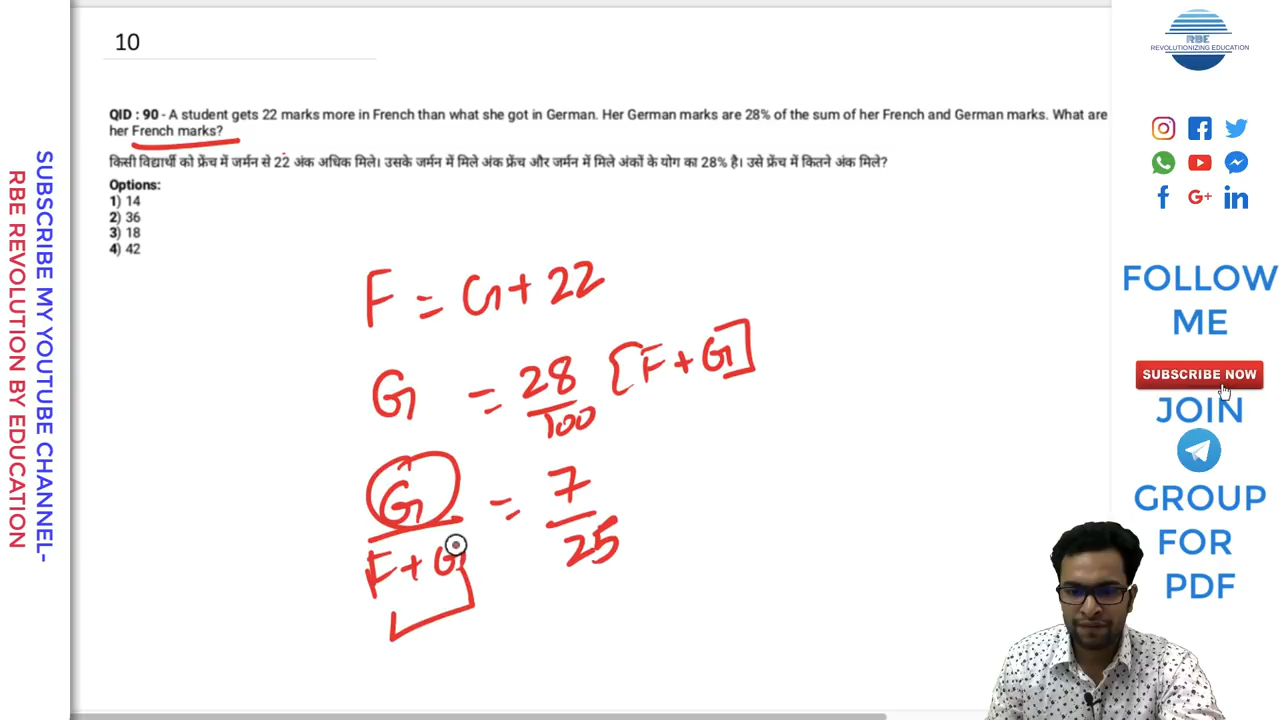 10
QID : 90 - A student gets 22 marks more in French than what she got in German. Her German marks are 28% of the sum of her French and German marks. What are
her French marks?
किसी विद्यार्थी को फ्रेंच में जर्मन से 22 अंक अधिक मिले। उसके जर्मन में मिले अंक फ्रेंच और जर्मन में मिले अंकों के योग का 28% है। उसे फ्रेंच में कितने अंक मिले?
Options:
1) 14
2) 36
3) 18
4) 42
F = G + 22
G = 28/100 [F + G]
G/F + G = 7/25
SUBSCRIBE MY YOUTUBE CHANNEL-
RBE REVOLUTION BY EDUCATION
RBE
REVOLUTIONIZING EDUCATION
FOLLOW
ME
SUBSCRIBE NOW
JOIN
GROUP
FOR
PDF